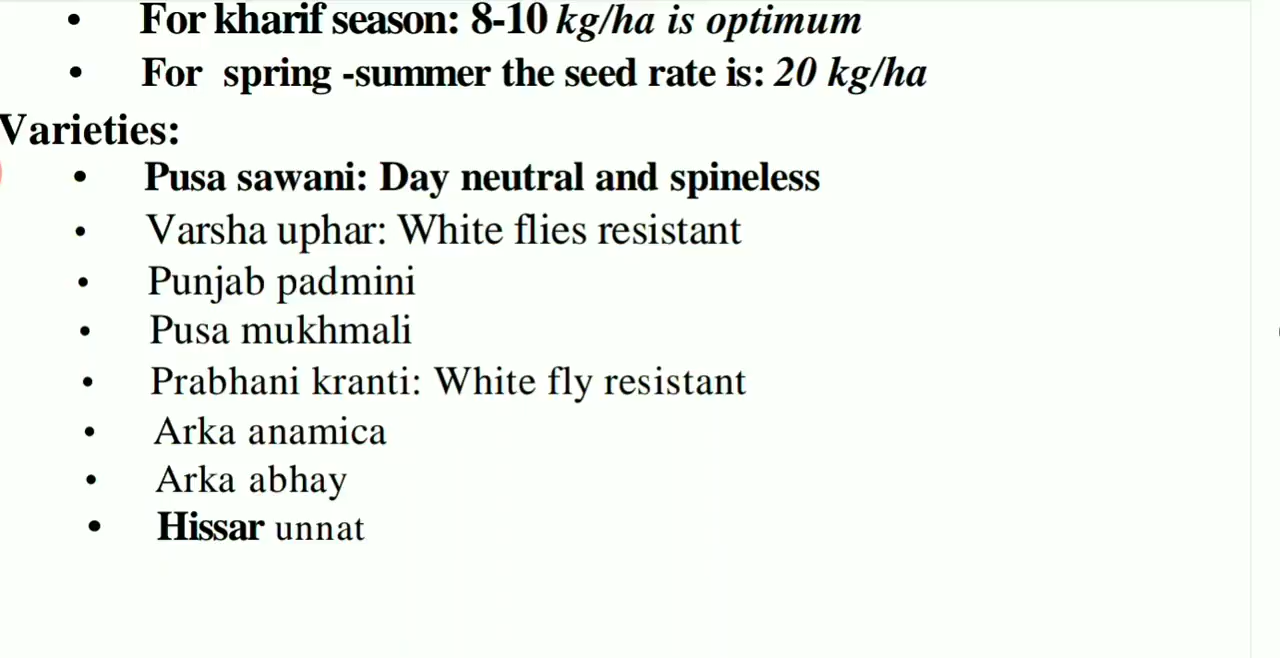 • For kharif season: 8-10 kg/ha is optimum
• For spring -summer the seed rate is: 20 kg/ha
Varieties:
• Pusa sawani: Day neutral and spineless
• Varsha uphar: White flies resistant
• Punjab padmini
• Pusa mukhmali
• Prabhani kranti: White fly resistant
• Arka anamica
• Arka abhay
• Hissar unnat